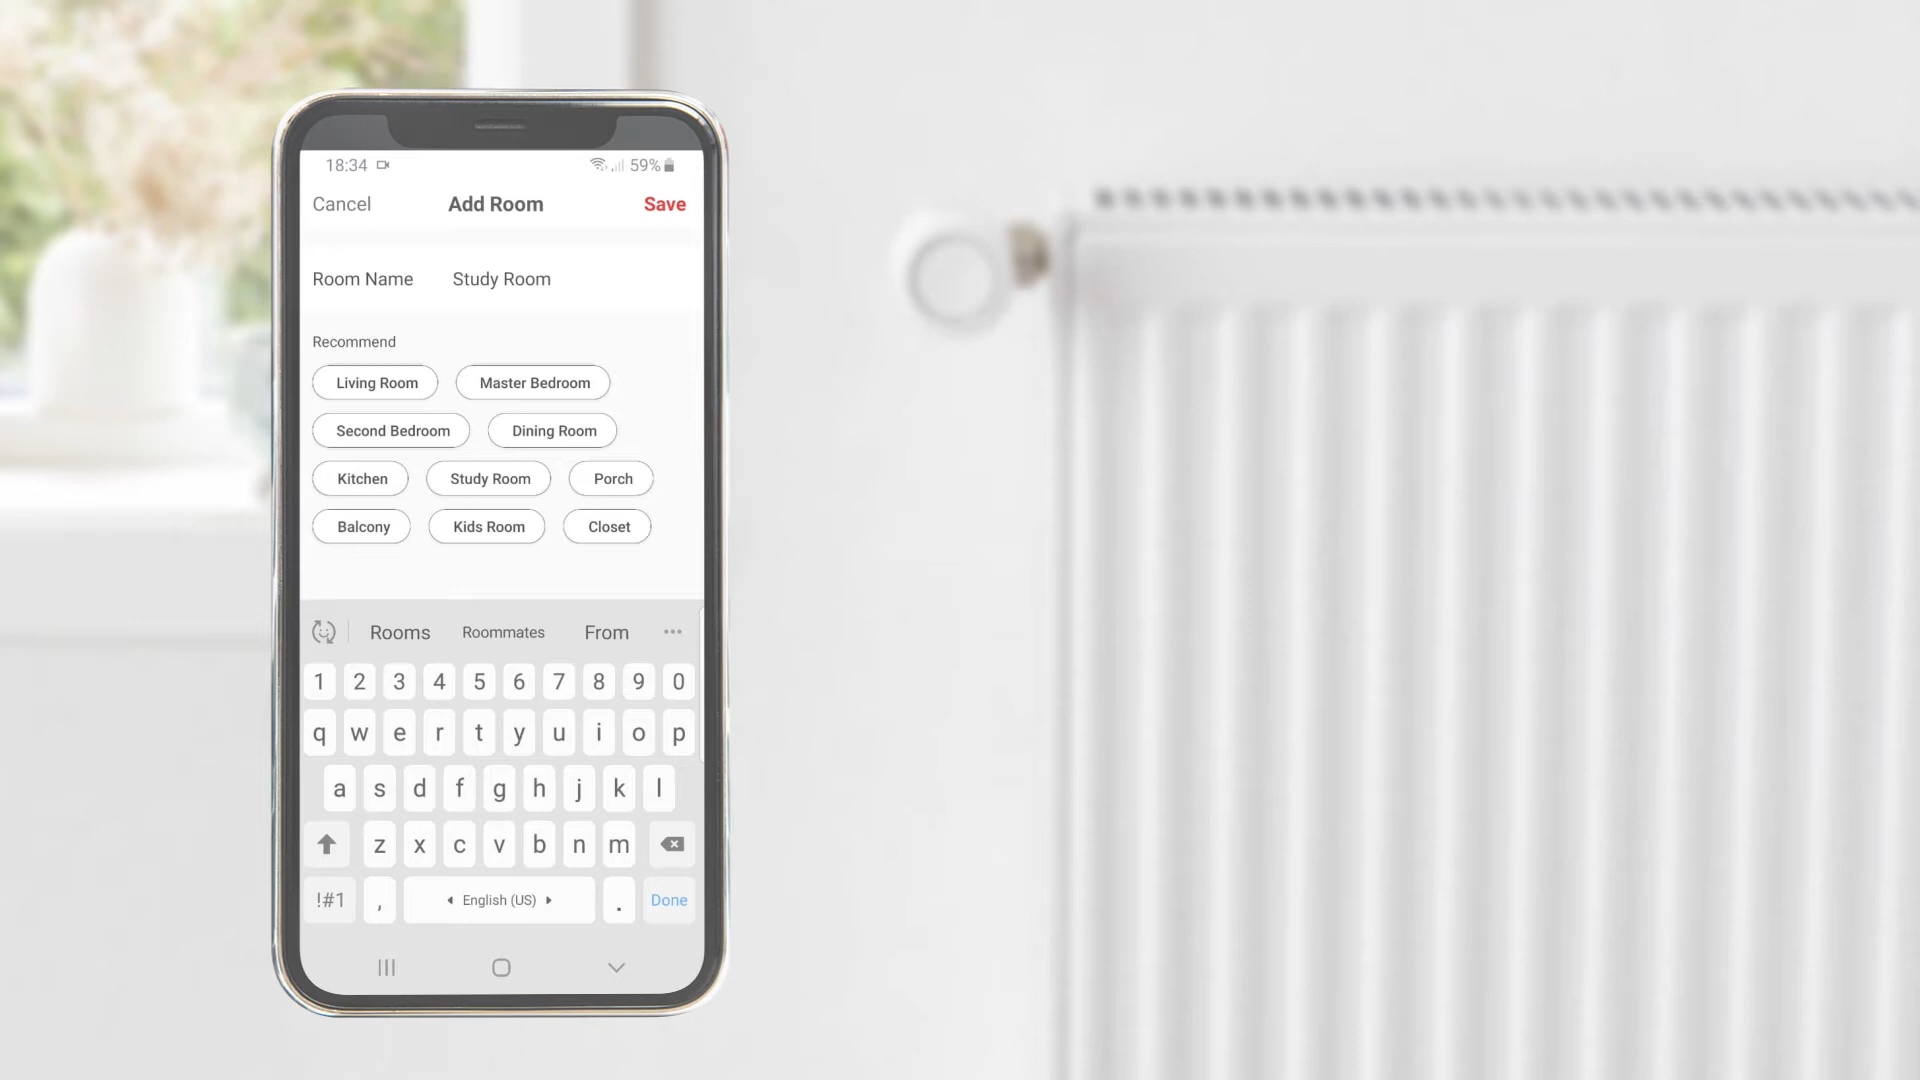 18:34 59%
Cancel Add Room Save
Room Name Study Room
Recommend
Living Room Master Bedroom
Second Bedroom Dining Room
Kitchen Study Room Porch
Balcony Kids Room Closet
Rooms Roommates From ...
1 2 3 4 5 6 7 8 9 0
q w e r t y u i o p
a s d f g h j k l
z x c v b n m
!#1 , English (US) . Done